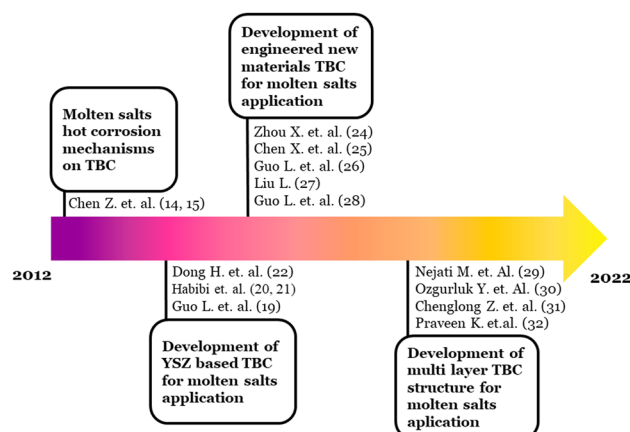 Development of
engineered new
materials TBC
for molten salts
application
Molten salts
hot corrosion
mechanisms
on TBC
Zhou X. et. al. (24)
Chen X. et. al. (25)
Guo L. et. al. (26)
Liu L. (27)
Guo L. et. al. (28)
Chen Z. et. al. (14, 15)
2012
2022
Dong H. et. al. (22)
Habibi et. al. (20, 21)
Guo L. et. al. (19)
Nejati M. et. Al. (29)
Ozgurluk Y. et. Al. (30)
Chenglong Z. et. al. (31)
Praveen K. et.al. (32)
Development of
YSZ based TBC
for molten salts
aplication
Development of
multi layer TBC
structure for
molten salts
aplication